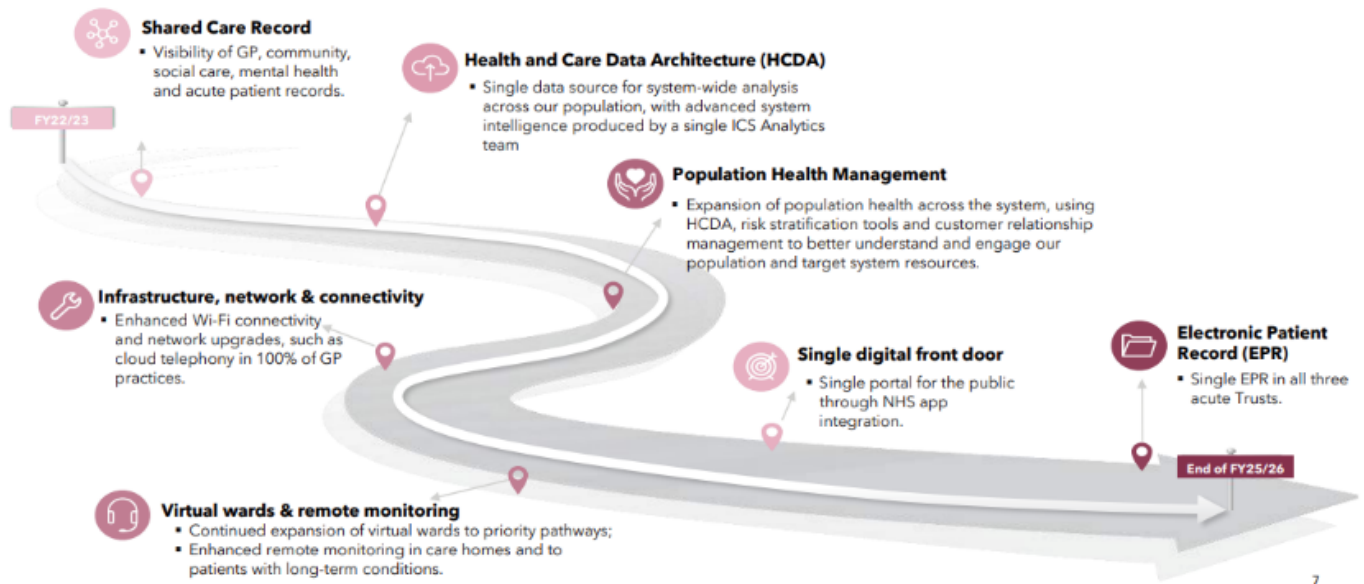 Shared Care Record
▪ Visibility of GP, community,
social care, mental health
and acute patient records.
FY22/23
Health and Care Data Architecture (HCDA)
▪ Single data source for system-wide analysis
across our population, with advanced system
intelligence produced by a single ICS Analytics
team
Population Health Management
▪ Expansion of population health across the system, using
HCDA, risk stratification tools and customer relationship
management to better understand and engage our
population and target system resources.
Infrastructure, network & connectivity
▪ Enhanced Wi-Fi connectivity
and network upgrades, such as
cloud telephony in 100% of GP
practices.
Single digital front door
▪ Single portal for the public
through NHS app
integration.
Electronic Patient
Record (EPR)
▪ Single EPR in all three
acute Trusts.
End of FY25/26
Virtual wards & remote monitoring
▪ Continued expansion of virtual wards to priority pathways;
▪ Enhanced remote monitoring in care homes and to
patients with long-term conditions.
7